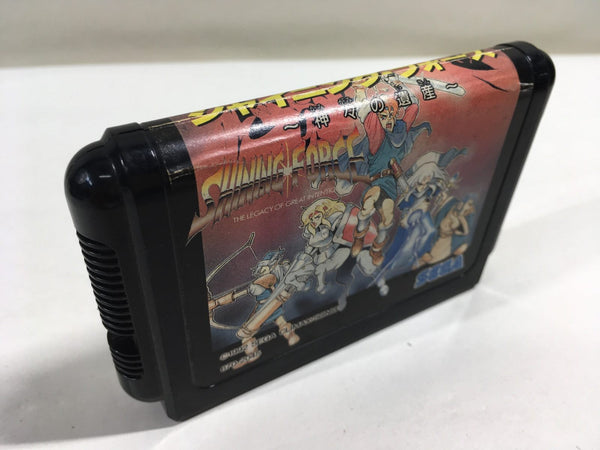 シャイニング・フォース
～神々の遺産～
SHINING FORCE
THE LEGACY OF GREAT INTENTION
SEGA